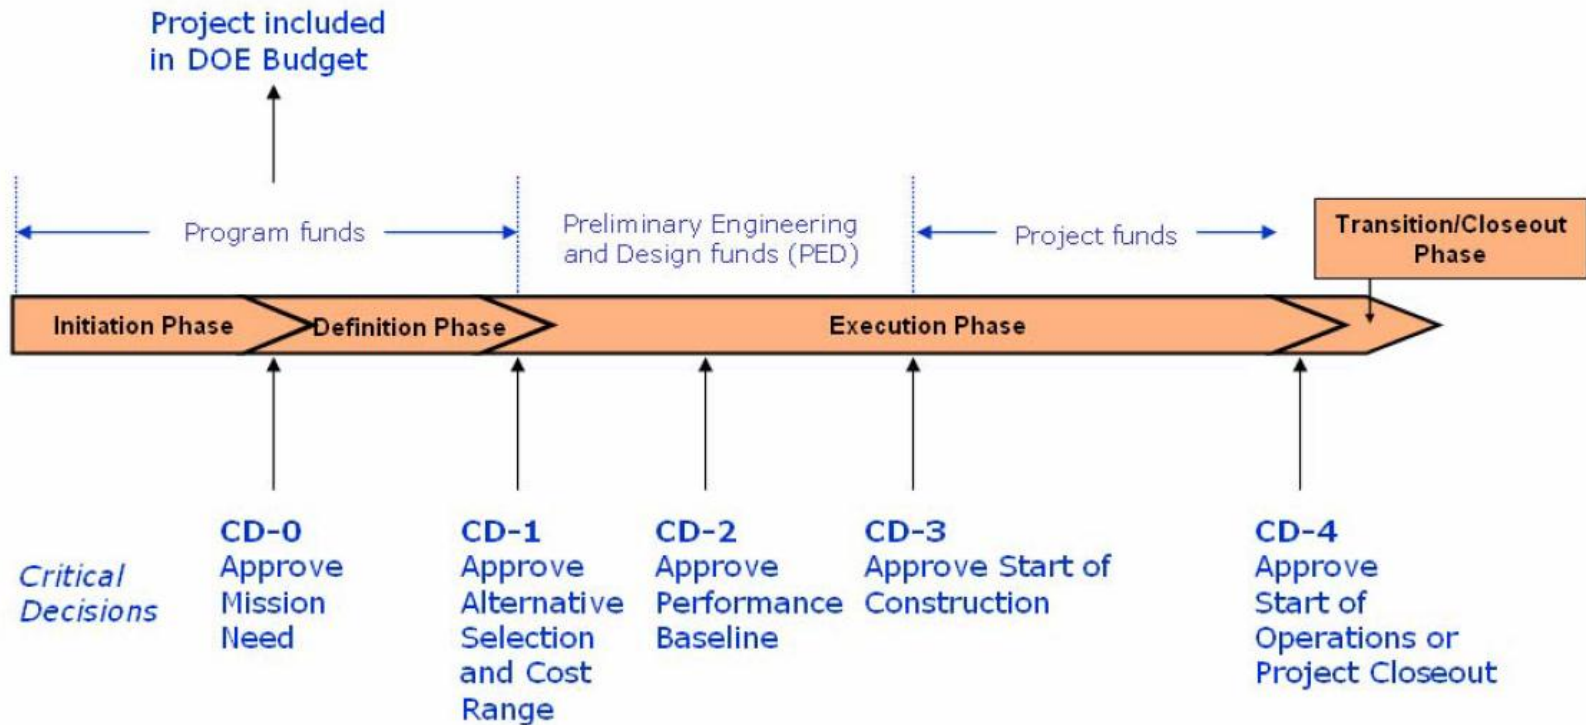 Project included
in DOE Budget
Program funds
Preliminary Engineering
and Design funds (PED)
Project funds
Transition/Closeout
Phase
Initiation Phase
Definition Phase
Execution Phase
Critical
Decisions
CD-0
Approve
Mission
Need
CD-1
Approve
Alternative
Selection
and Cost
Range
CD-2
Approve
Performance
Baseline
CD-3
Approve Start of
Construction
CD-4
Approve
Start of
Operations or
Project Closeout